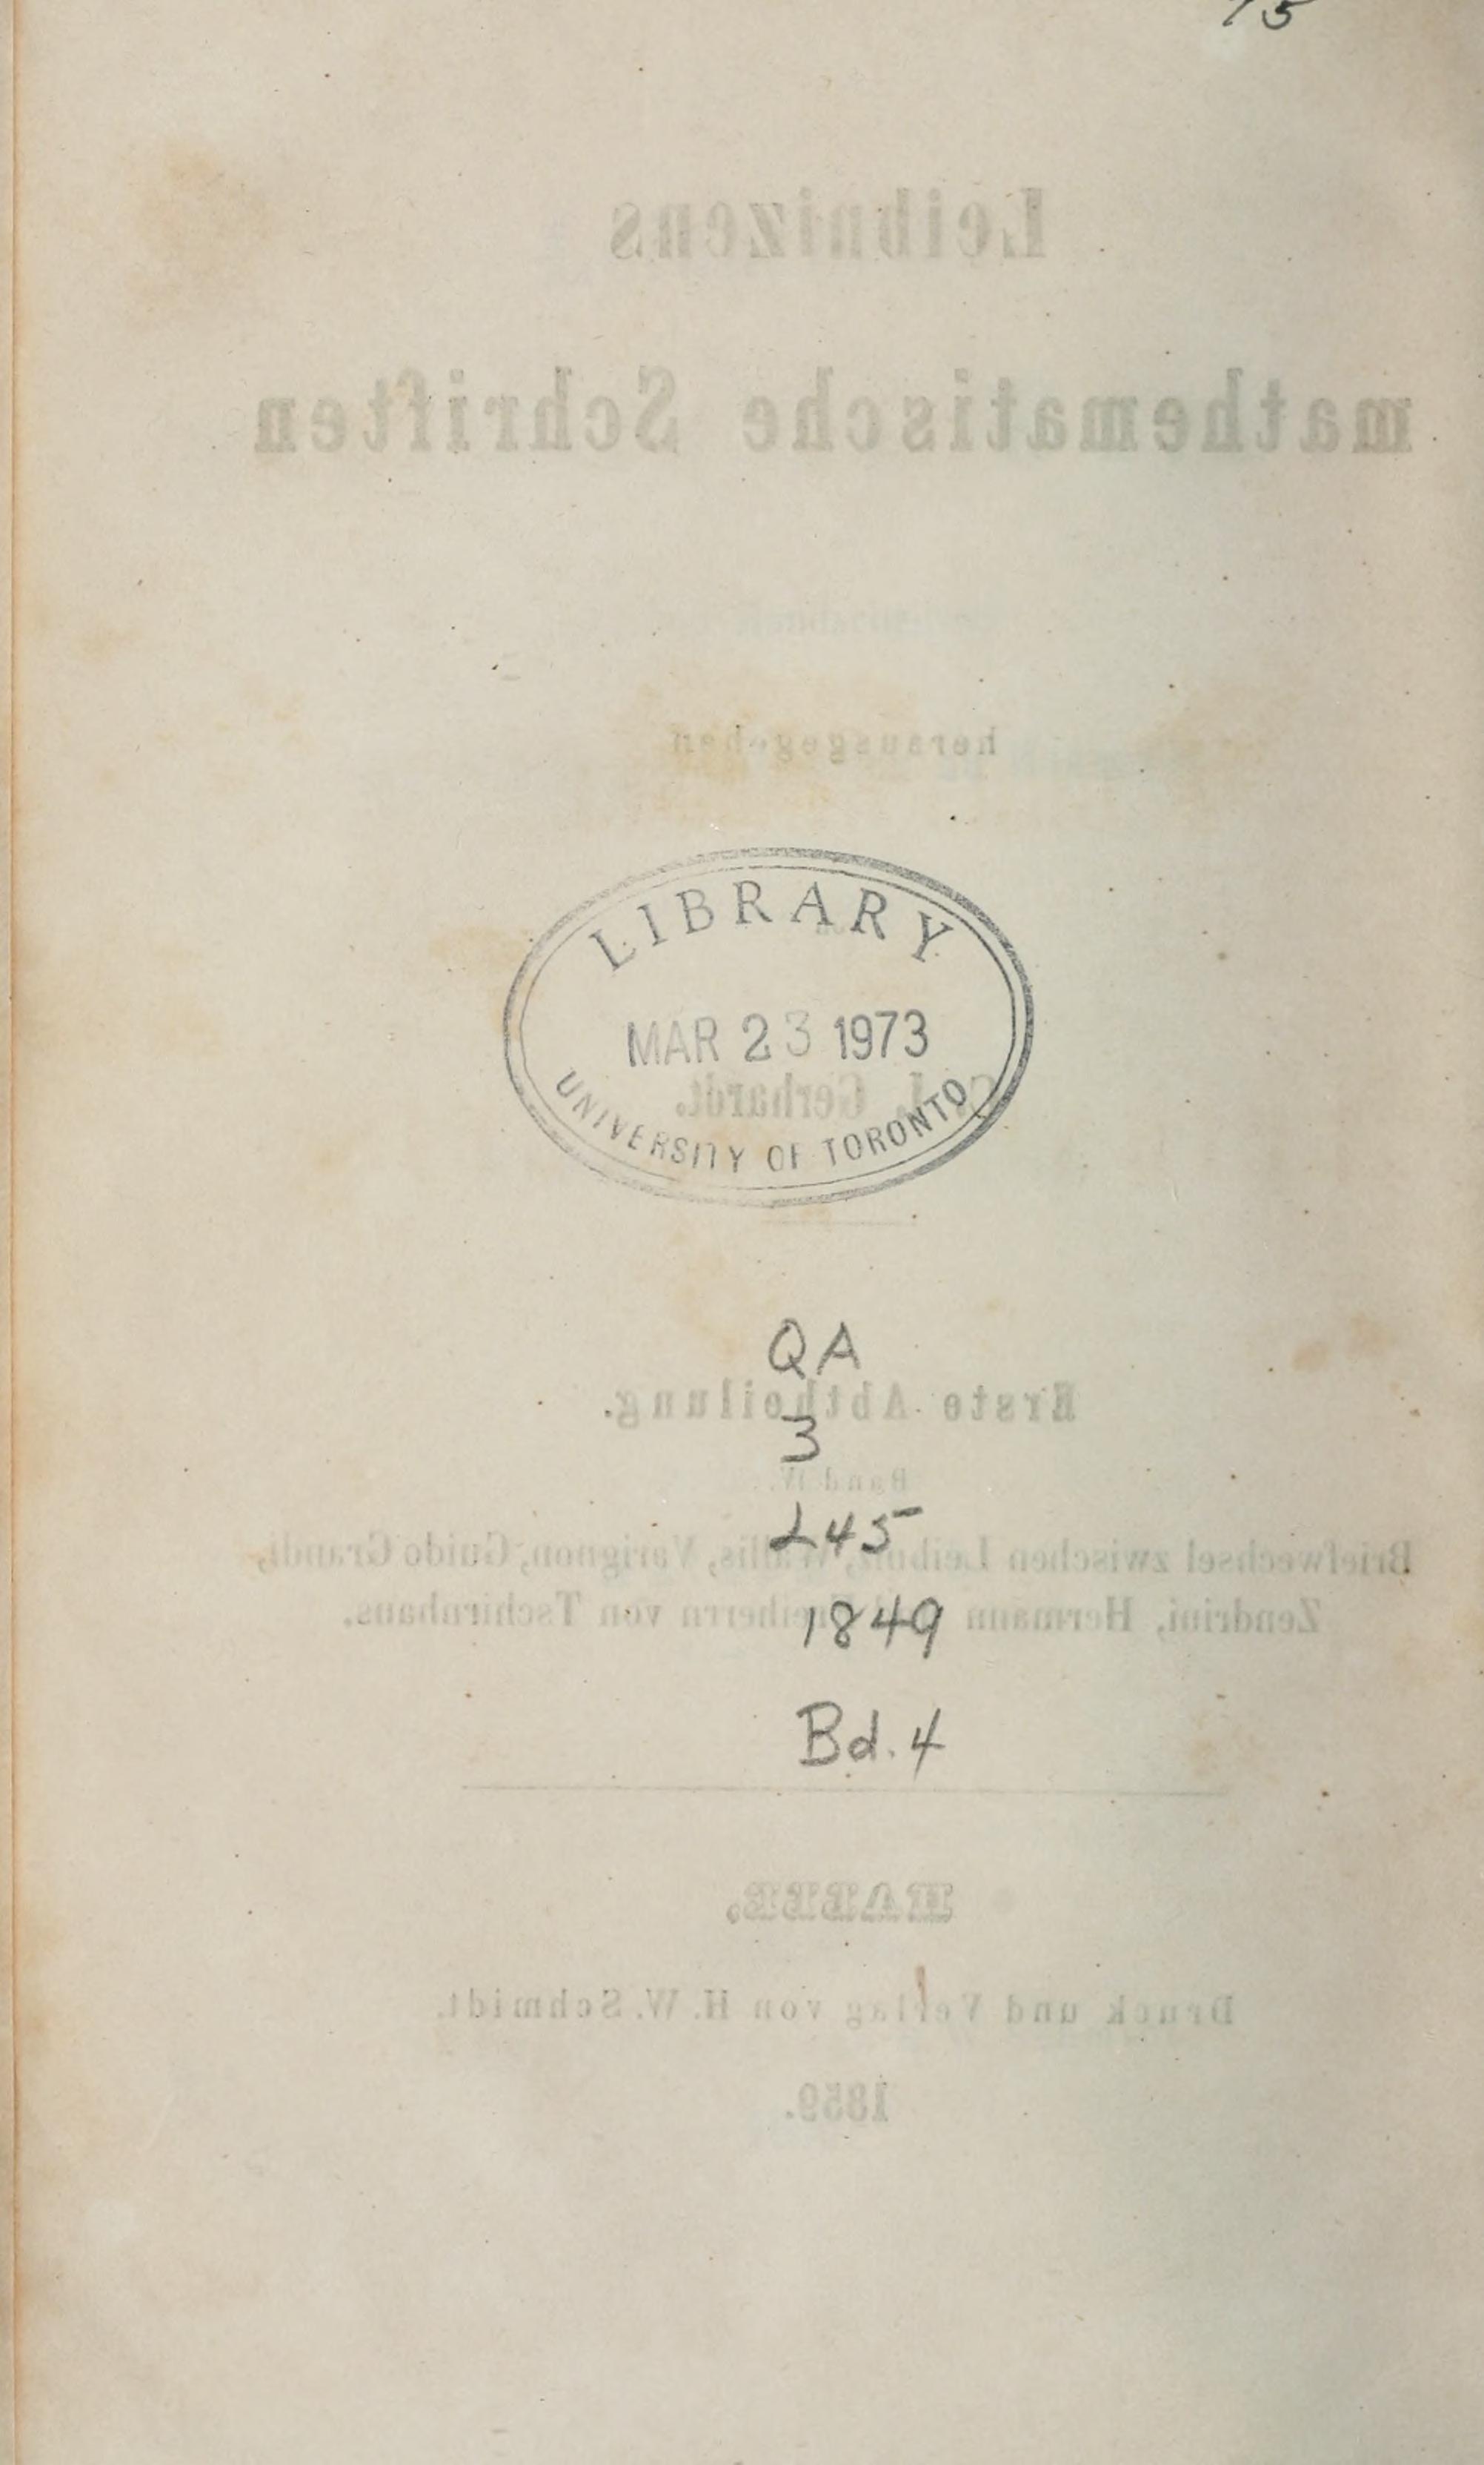 75
Leibnizens
mathematische Schriften
herausgegeben
LIBRARY
MAR 23 1973
UNIVERSITY OF TORONTO
C. I. Gerhardt.
QA
Erste Abtheilung.
3
Band IV.
L45
Briefwechsel zwischen Leibniz, Wallis, Varignon, Guido Grandi,
Zendrini, Hermann und Freiherrn von Tschirnhaus.
1849
Bd. 4
HALLE,
Druck und Verlag von H. W. Schmidt.
1859.